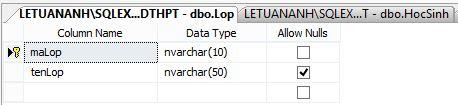 LETUANANH\SQLEX...DTHPT - dbo.Lop LETUANANH\SQLEX...T - dbo.HocSinh
Column Name Data Type Allow Nulls
maLop nvarchar(10)
tenLop nvarchar(50)